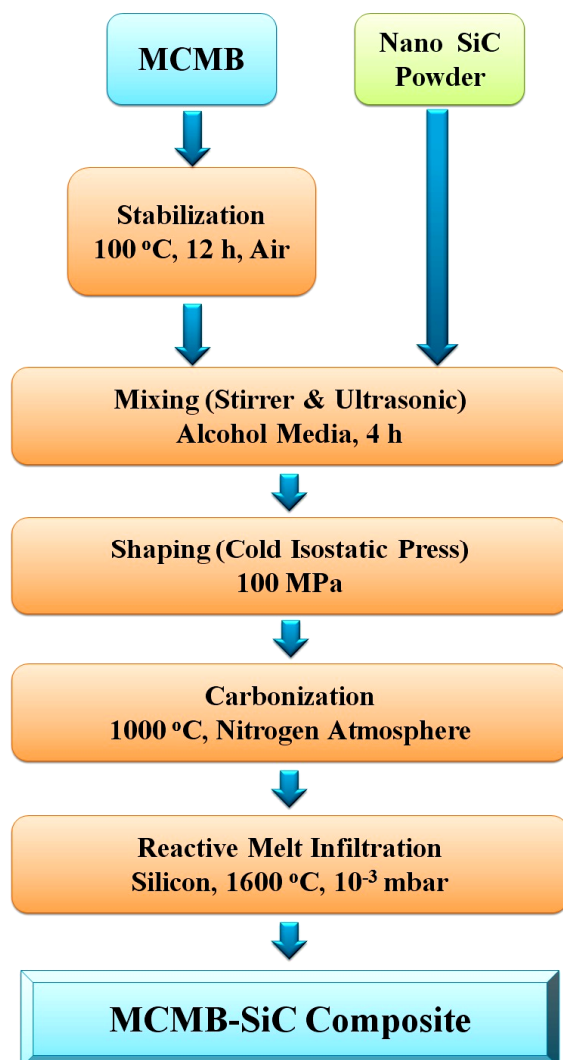 MCMB
Nano SiC
Powder
Stabilization
100 ºC, 12 h, Air
Mixing (Stirrer & Ultrasonic)
Alcohol Media, 4 h
Shaping (Cold Isostatic Press)
100 MPa
Carbonization
1000 ºC, Nitrogen Atmosphere
Reactive Melt Infiltration
Silicon, 1600 ºC, 10⁻³ mbar
MCMB-SiC Composite